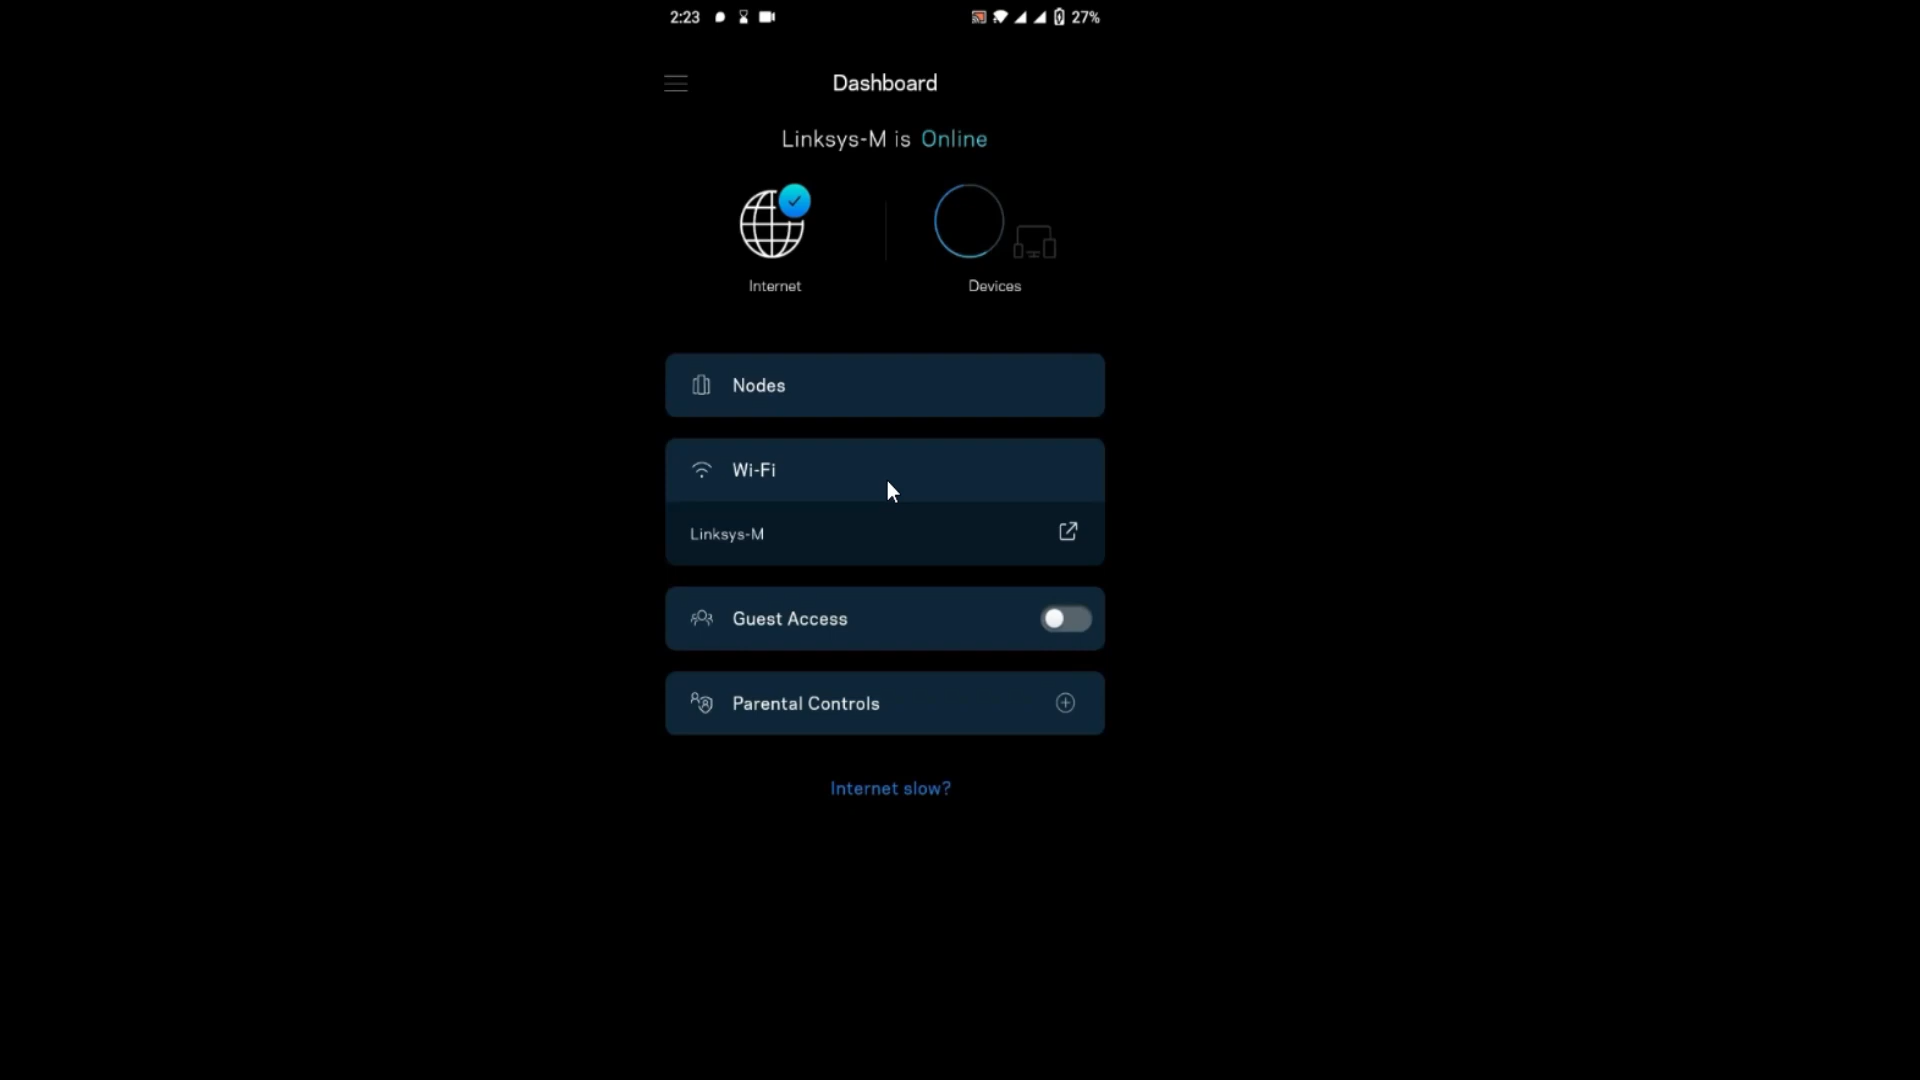 2:23 27%
Dashboard
Linksys-M is Online
Internet Devices
Nodes
Wi-Fi
Linksys-M
Guest Access
Parental Controls
Internet slow?